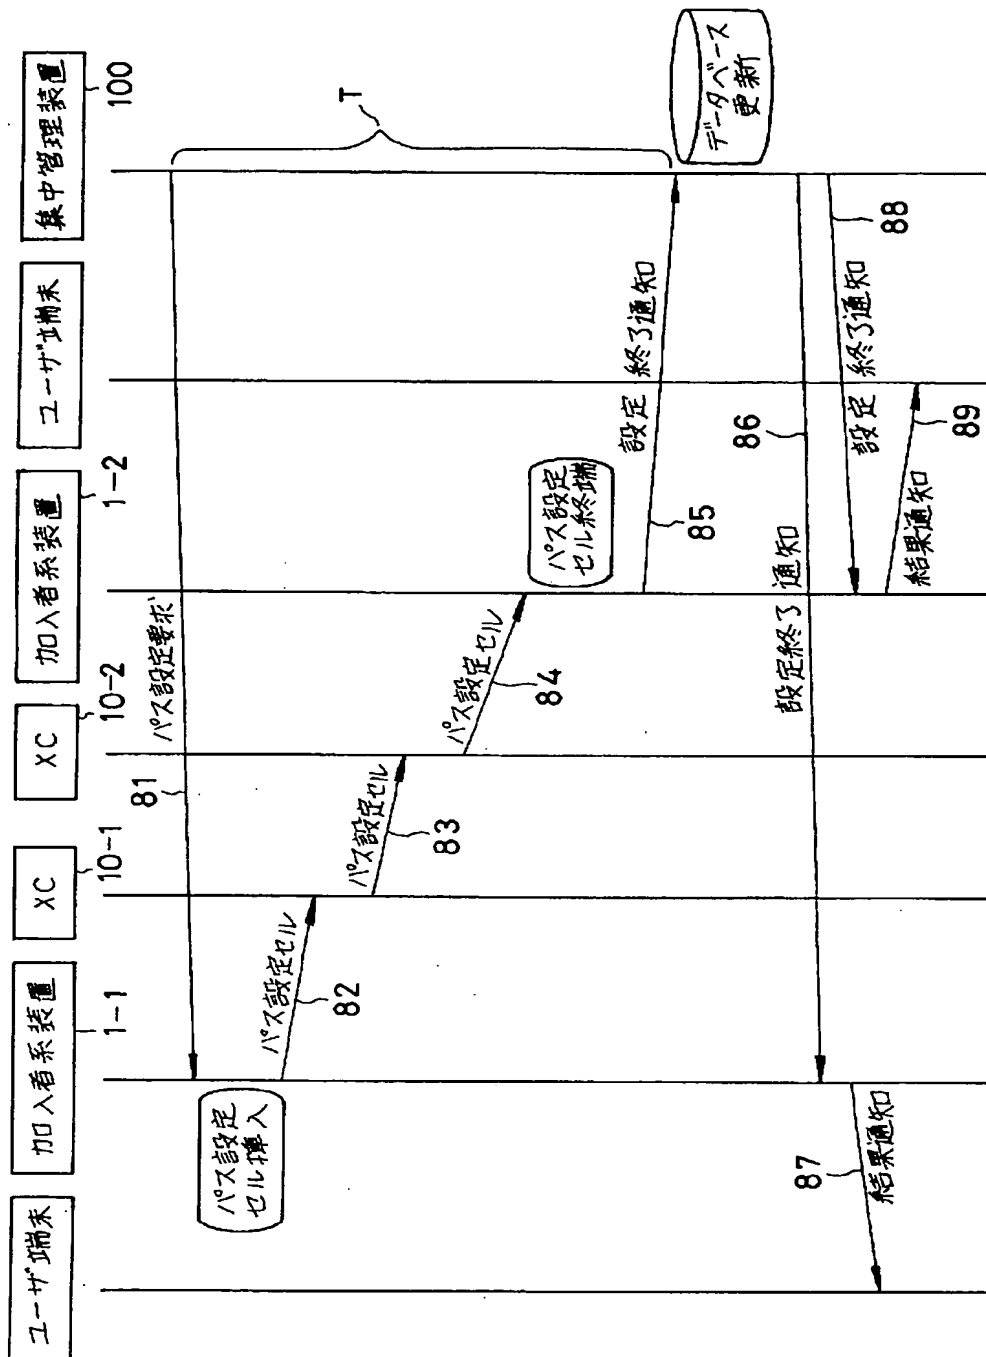 ユーザ端末
加入者系装置
1-1
XC
10-1
XC
10-2
加入者系装置
1-2
ユーザ端末
集中管理装置
100
パス設定要求
81
T
パス設定
セル挿入
パス設定セル
82
パス設定セル
83
パス設定セル
84
パス設定
セル終端
設定終了通知
85
データベース
更新
設定終了通知
86
結果通知
87
設定終了通知
88
結果通知
89